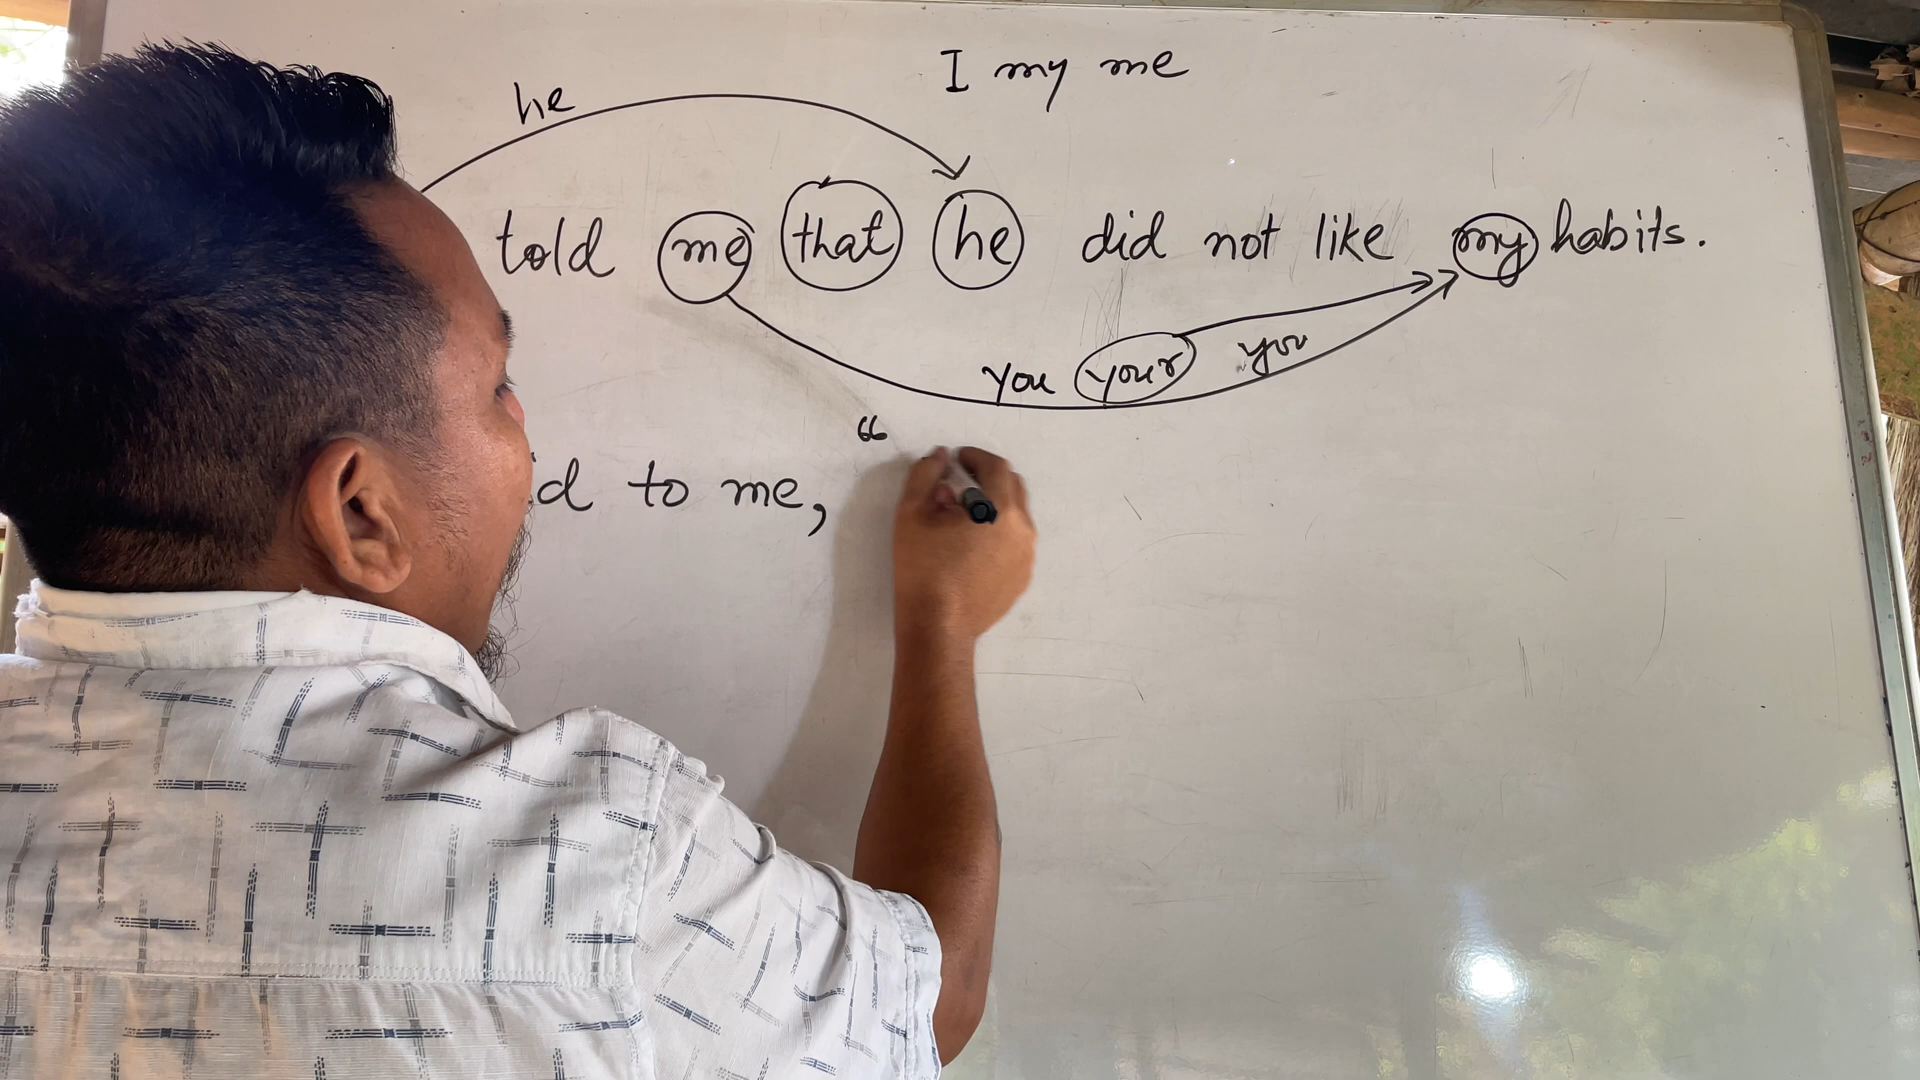 I my me
he
told me that he did not like my habits.
you your you
"
to me,